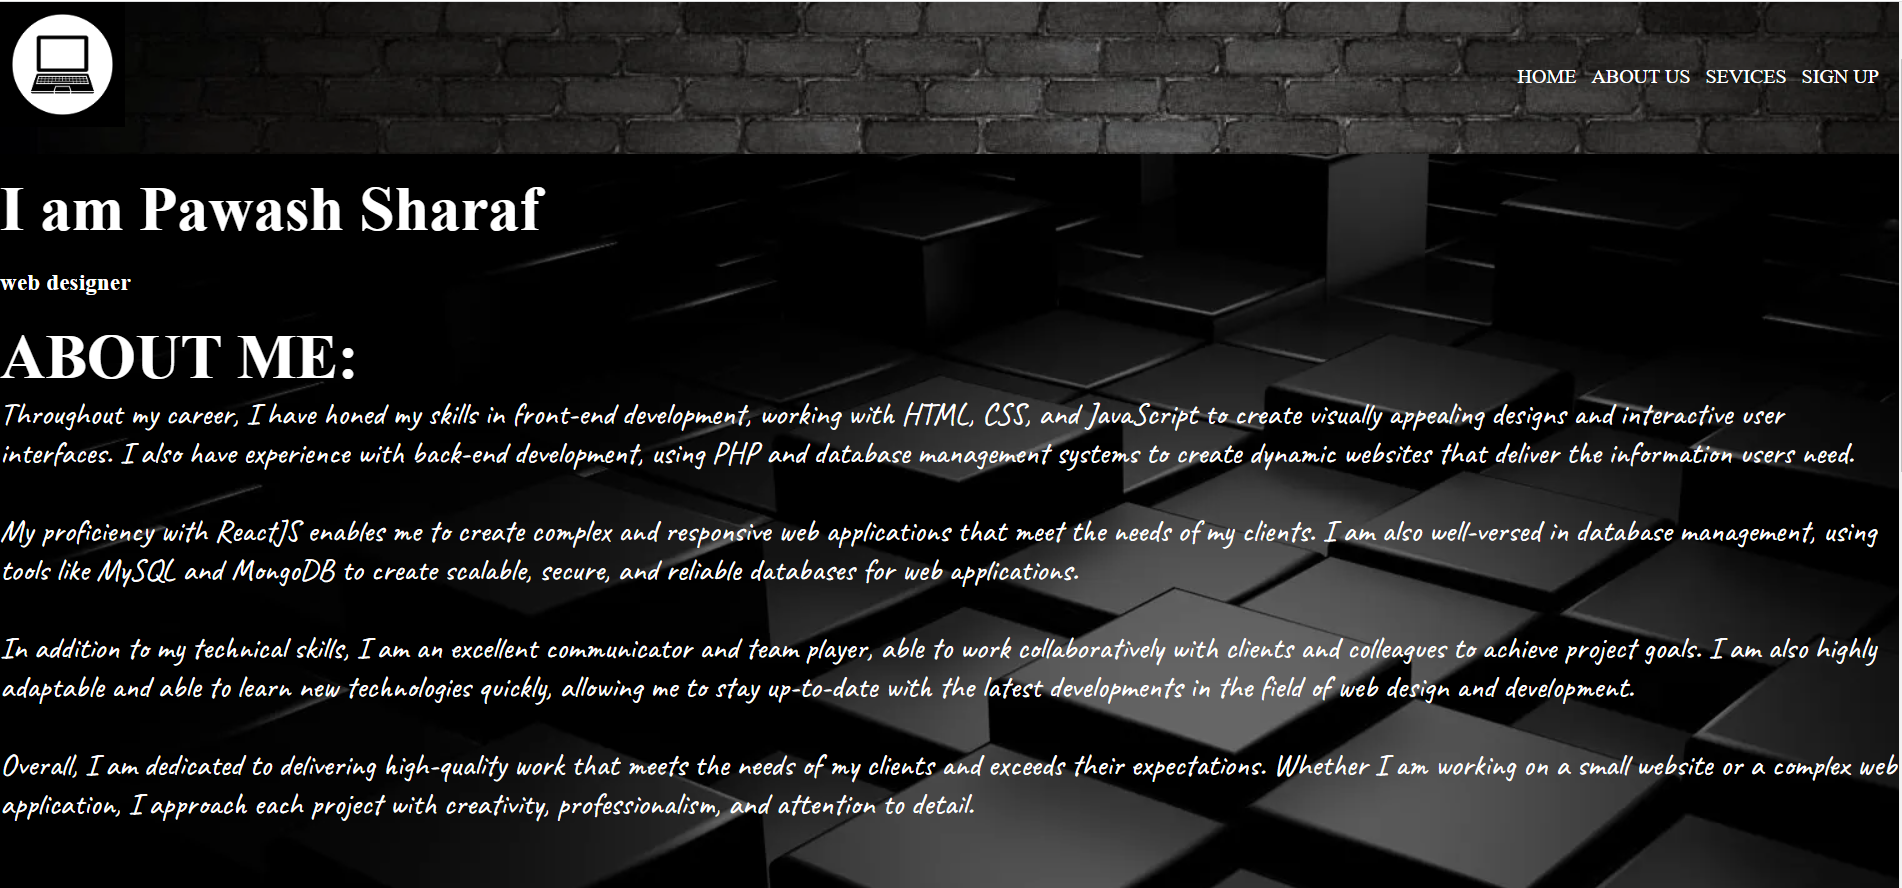 HOME ABOUT US SEVICES SIGN UP
I am Pawash Sharaf
web designer
ABOUT ME:
Throughout my career, I have honed my skills in front-end development, working with HTML, CSS, and JavaScript to create visually appealing designs and interactive user
interfaces. I also have experience with back-end development, using PHP and database management systems to create dynamic websites that deliver the information users need.
My proficiency with ReactJS enables me to create complex and responsive web applications that meet the needs of my clients. I am also well-versed in database management, using
tools like MySQL and MongoDB to create scalable, secure, and reliable databases for web applications.
In addition to my technical skills, I am an excellent communicator and team player, able to work collaboratively with clients and colleagues to achieve project goals. I am also highly
adaptable and able to learn new technologies quickly, allowing me to stay up-to-date with the latest developments in the field of web design and development.
Overall, I am dedicated to delivering high-quality work that meets the needs of my clients and exceeds their expectations. Whether I am working on a small website or a complex web
application, I approach each project with creativity, professionalism, and attention to detail.